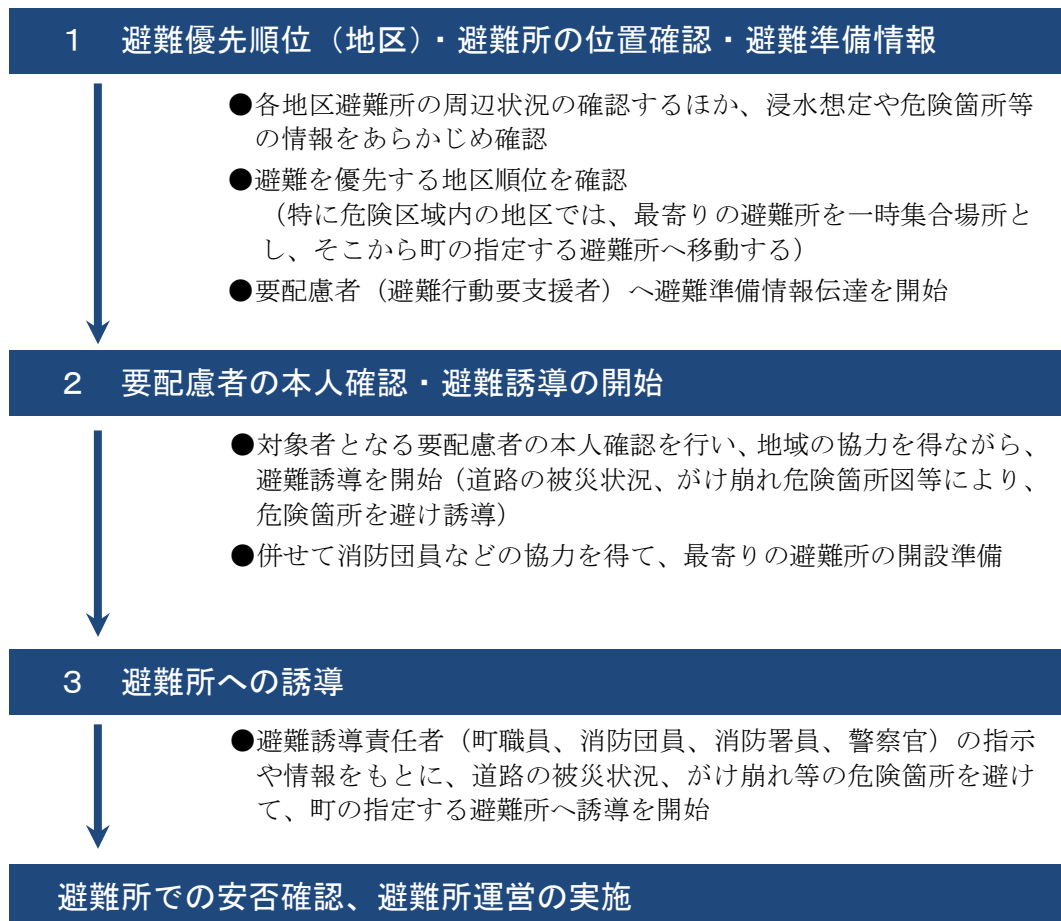 １ 避難優先順位（地区）・避難所の位置確認・避難準備情報
●各地区避難所の周辺状況の確認するほか、浸水想定や危険箇所等
の情報をあらかじめ確認
●避難を優先する地区順位を確認
（特に危険区域内の地区では、最寄りの避難所を一時集合場所と
し、そこから町の指定する避難所へ移動する）
●要配慮者（避難行動要支援者）へ避難準備情報伝達を開始
２ 要配慮者の本人確認・避難誘導の開始
●対象者となる要配慮者の本人確認を行い、地域の協力を得ながら、
避難誘導を開始（道路の被災状況、がけ崩れ危険箇所図等により、
危険箇所を避け誘導）
●併せて消防団員などの協力を得て、最寄りの避難所の開設準備
３ 避難所への誘導
●避難誘導責任者（町職員、消防団員、消防署員、警察官）の指示
や情報をもとに、道路の被災状況、がけ崩れ等の危険箇所を避け
て、町の指定する避難所へ誘導を開始
避難所での安否確認、避難所運営の実施